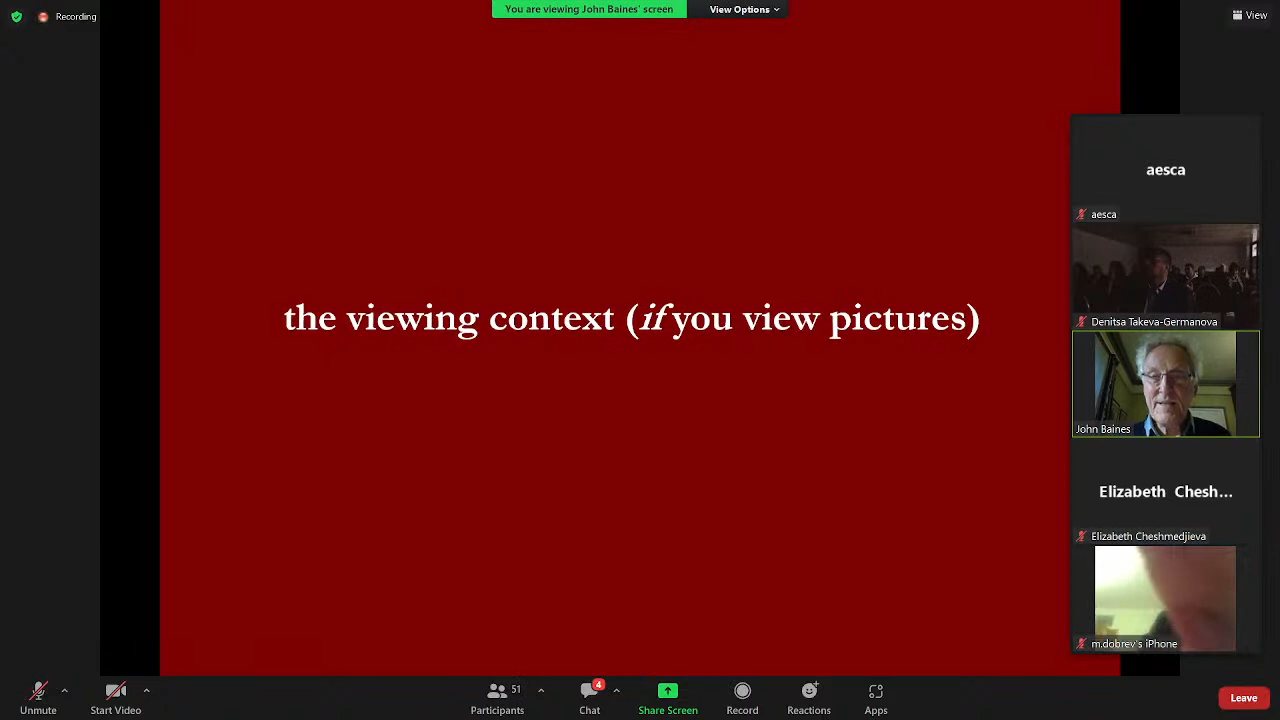 Recording
You are viewing John Baines' screen
View Options
View
the viewing context (if you view pictures)
aesca
aesca
Denitsa Takeva-Germanova
John Baines
Elizabeth Chesh...
Elizabeth Cheshmedjieva
m.dobrev's iPhone
Unmute
Start Video
51
Participants
4
Chat
Share Screen
Record
Reactions
Apps
Leave